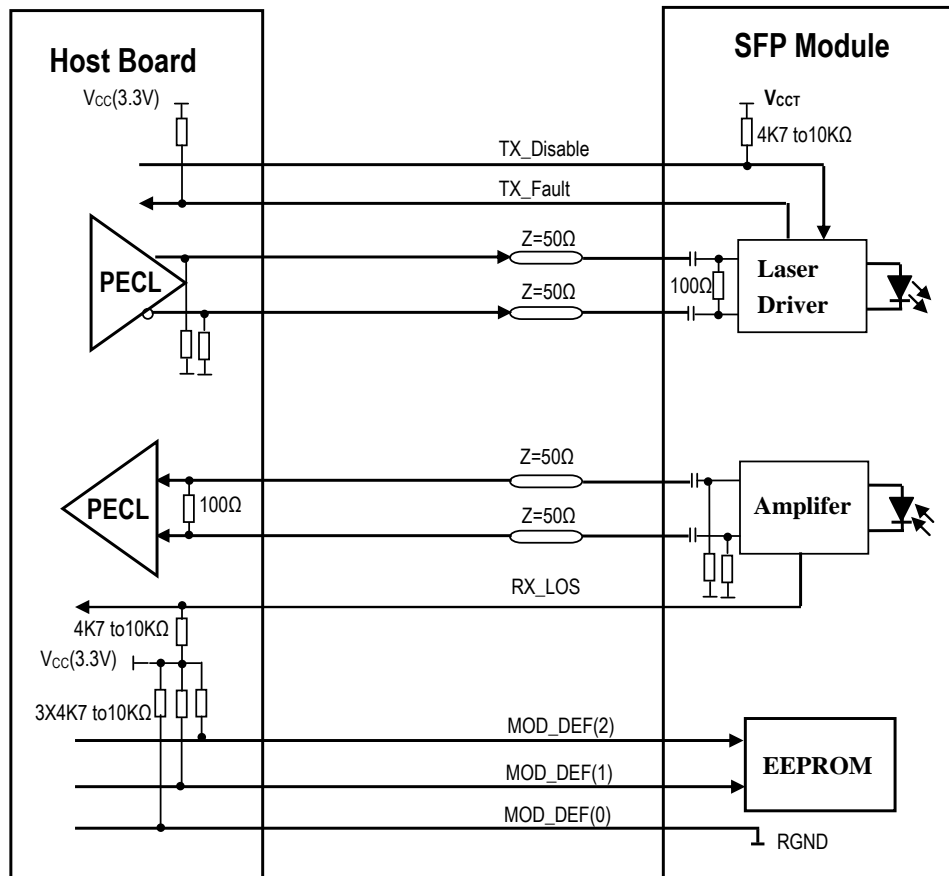 Host Board
SFP Module
VCC(3.3V)
VCCT
4K7 to10KΩ
TX_Disable
TX_Fault
Z=50Ω
PECL
100Ω
Laser
Driver
Z=50Ω
Z=50Ω
PECL
100Ω
Amplifer
Z=50Ω
RX_LOS
4K7 to10KΩ
VCC(3.3V)
3X4K7 to10KΩ
MOD_DEF(2)
EEPROM
MOD_DEF(1)
MOD_DEF(0)
RGND